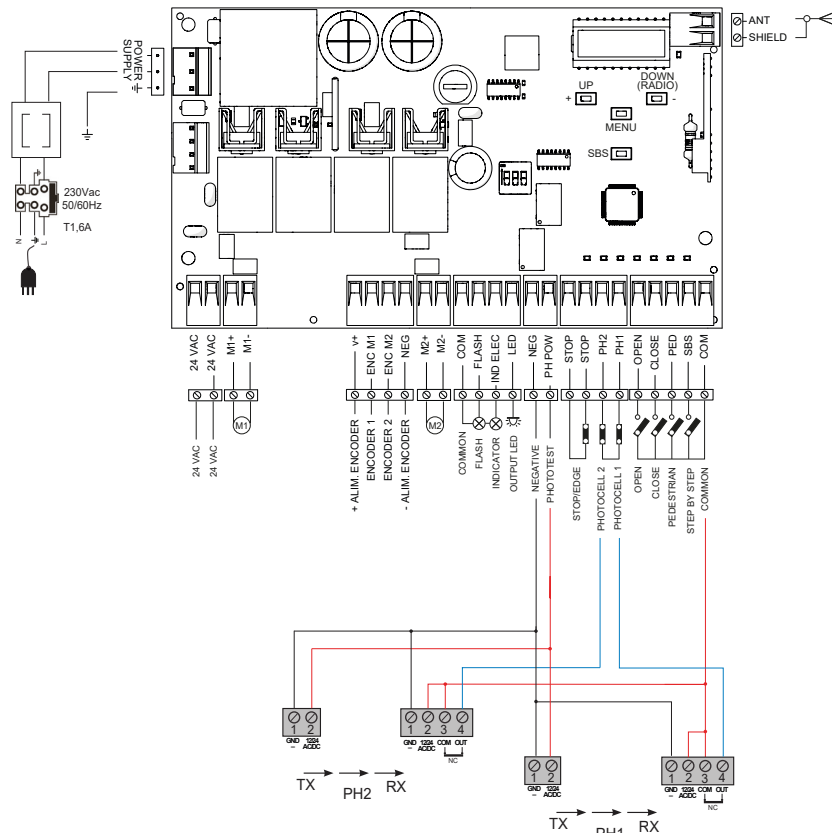 ANT
SHIELD
POWER
SUPPLY
UP
+
DOWN
(RADIO)
-
MENU
SBS
230Vac
50/60Hz
T1,6A
N
L
24 VAC
24 VAC
M1+
M1-
V+
ENC M1
ENC M2
NEG
M2+
M2-
COM
FLASH
IND ELEC
LED
NEG
PH POW
STOP
STOP
PH2
PH1
OPEN
CLOSE
PED
SBS
COM
24 VAC
24 VAC
M1
+ ALIM. ENCODER
ENCODER 1
ENCODER 2
- ALIM. ENCODER
M2
COMMON
FLASH
INDICATOR
OUTPUT LED
NEGATIVE
PHOTOTEST
STOP/EDGE
PHOTOCELL 2
PHOTOCELL 1
OPEN
CLOSE
PEDESTRIAN
STEP BY STEP
COMMON
1 2
GND 12/24
– AC/DC
1 2 3 4
GND 12/24 COM OUT
– AC/DC
NC
TX PH2 RX
1 2
GND 12/24
– AC/DC
1 2 3 4
GND 12/24 COM OUT
– AC/DC
NC
TX PH1 RX